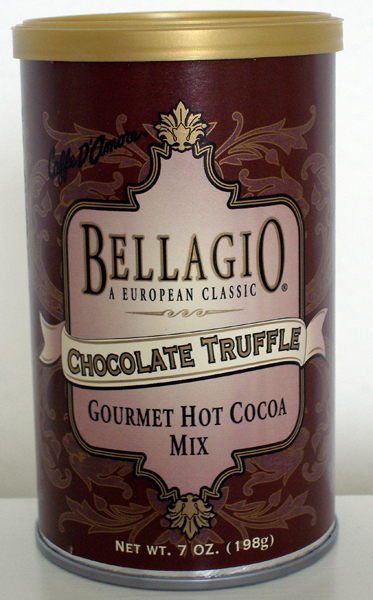 Caffe D'Amore
BELLAGIO®
A EUROPEAN CLASSIC
CHOCOLATE TRUFFLE
GOURMET HOT COCOA
MIX
NET WT. 7 OZ. (198g)